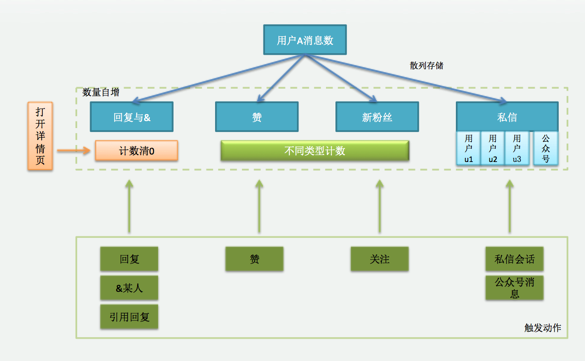 用户A消息数
散列存储
数量自增
打开详情页
回复与&
赞
新粉丝
私信
计数清0
不同类型计数
用户u1
用户u2
用户u3
公众号
回复
赞
关注
私信会话
&某人
公众号消息
引用回复
触发动作